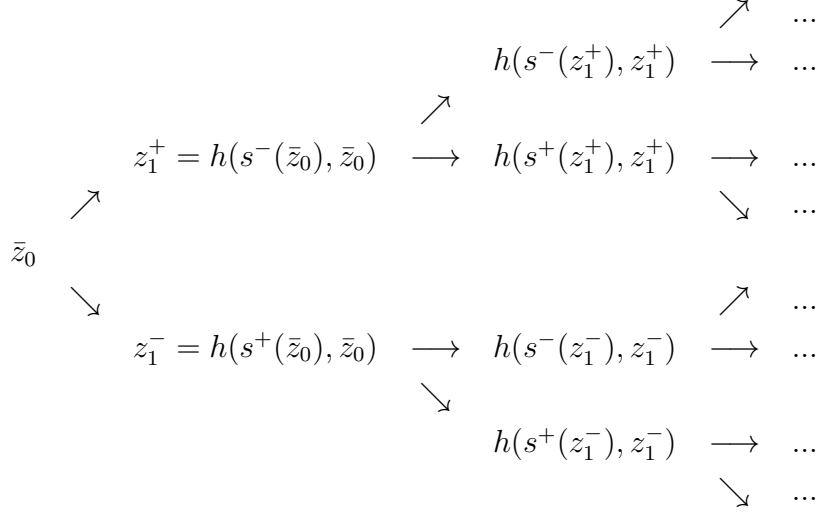 ↗ ...
h(s⁻(z₁⁺), z₁⁺) ⟶ ...
↗
z₁⁺ = h(s⁻(z̄₀), z̄₀) ⟶ h(s⁺(z₁⁺), z₁⁺) ⟶ ...
↗ ↘ ...
z̄₀
↘ ↗ ...
z₁⁻ = h(s⁺(z̄₀), z̄₀) ⟶ h(s⁻(z₁⁻), z₁⁻) ⟶ ...
↘
h(s⁺(z₁⁻), z₁⁻) ⟶ ...
↘ ...